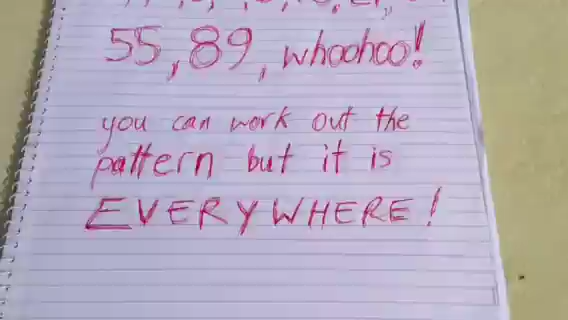 55, 89, whoohoo!
you can work out the
pattern but it is
EVERYWHERE!